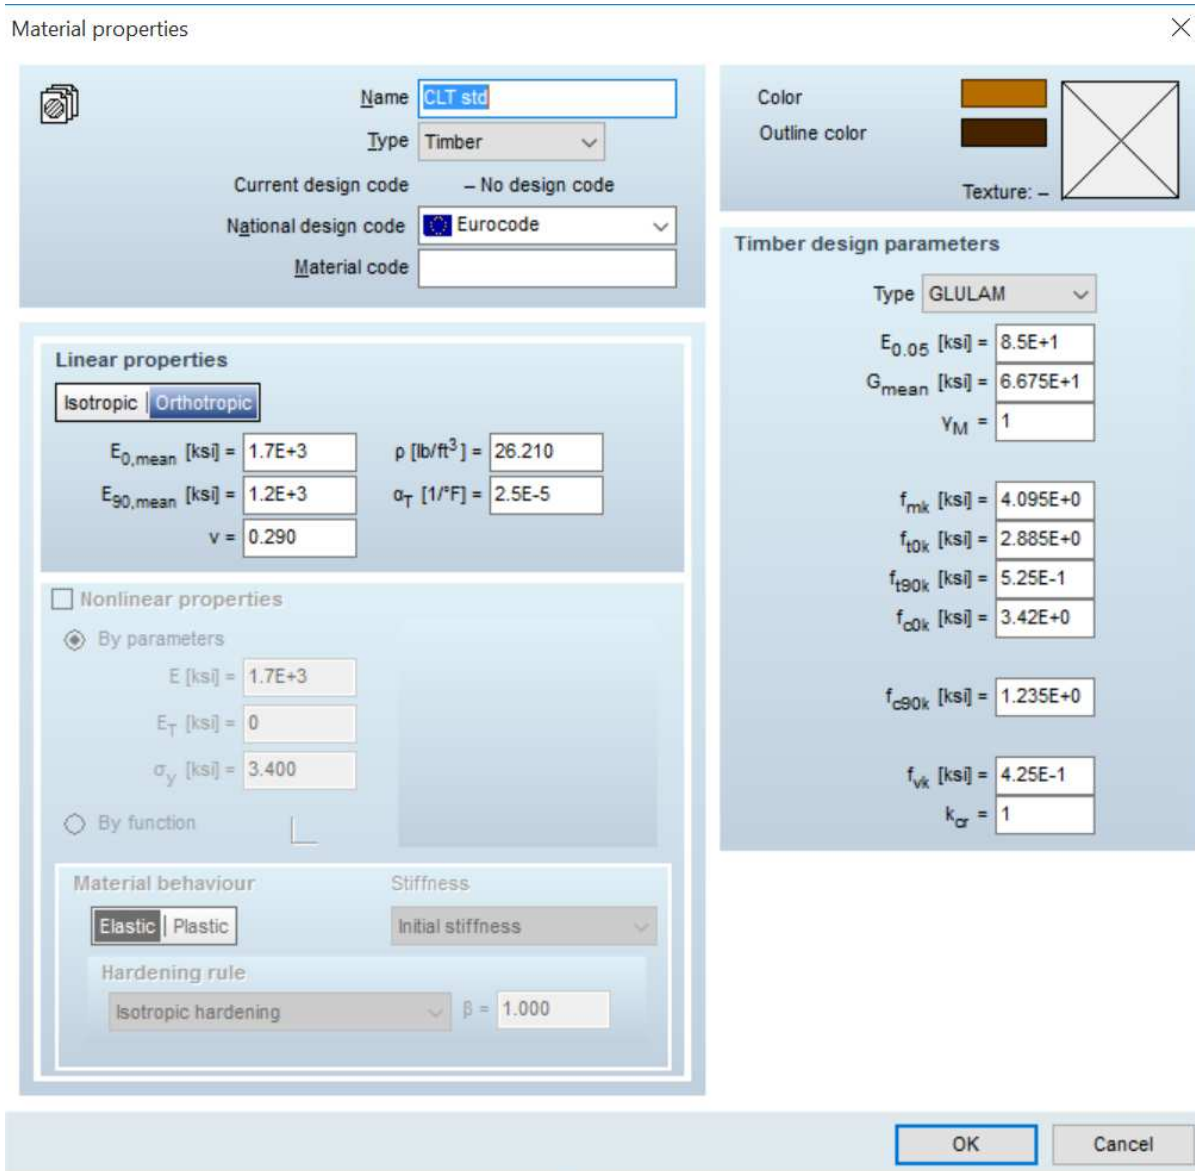 Material properties
Name CLT std
Type Timber
Current design code – No design code
National design code Eurocode
Material code
Linear properties
Isotropic | Orthotropic
E0,mean [ksi] = 1.7E+3 ρ [lb/ft³] = 26.210
E90,mean [ksi] = 1.2E+3 αT [1/°F] = 2.5E-5
ν = 0.290
Nonlinear properties
By parameters
E [ksi] = 1.7E+3
ET [ksi] = 0
σy [ksi] = 3.400
By function
Material behaviour Stiffness
Elastic | Plastic Initial stiffness
Hardening rule
Isotropic hardening β = 1.000
Color
Outline color
Texture: –
Timber design parameters
Type GLULAM
E0.05 [ksi] = 8.5E+1
Gmean [ksi] = 6.675E+1
γM = 1
fmk [ksi] = 4.095E+0
ft0k [ksi] = 2.885E+0
ft90k [ksi] = 5.25E-1
fc0k [ksi] = 3.42E+0
fc90k [ksi] = 1.235E+0
fvk [ksi] = 4.25E-1
kcr = 1
OK Cancel